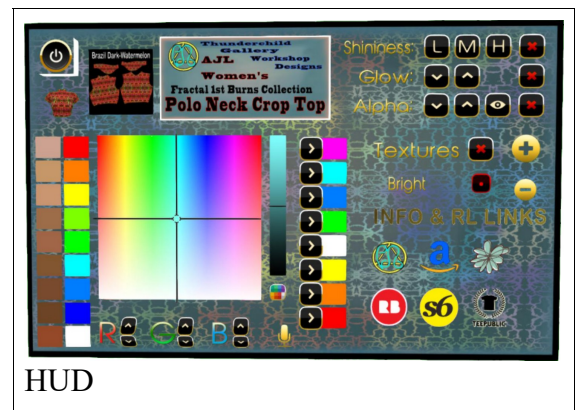 Brazil Dark-Watermelon
Thunderchild
Gallery
AJL Workshop
Designs
Women's
Fractal 1st Burns Collection
Polo Neck Crop Top
Shininess: L M H
Glow:
Alpha:
Textures
Bright
INFO & RL LINKS
a
RB
s6
TEEPUBLIC
R G B
HUD